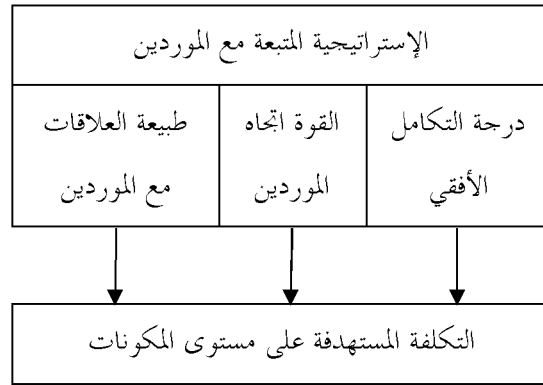 الإستراتيجية المتبعة مع الموردين
درجة التكامل
الأفقي
القوة اتجاه
الموردين
طبيعة العلاقات
مع الموردين
التكلفة المستهدفة على مستوى المكونات